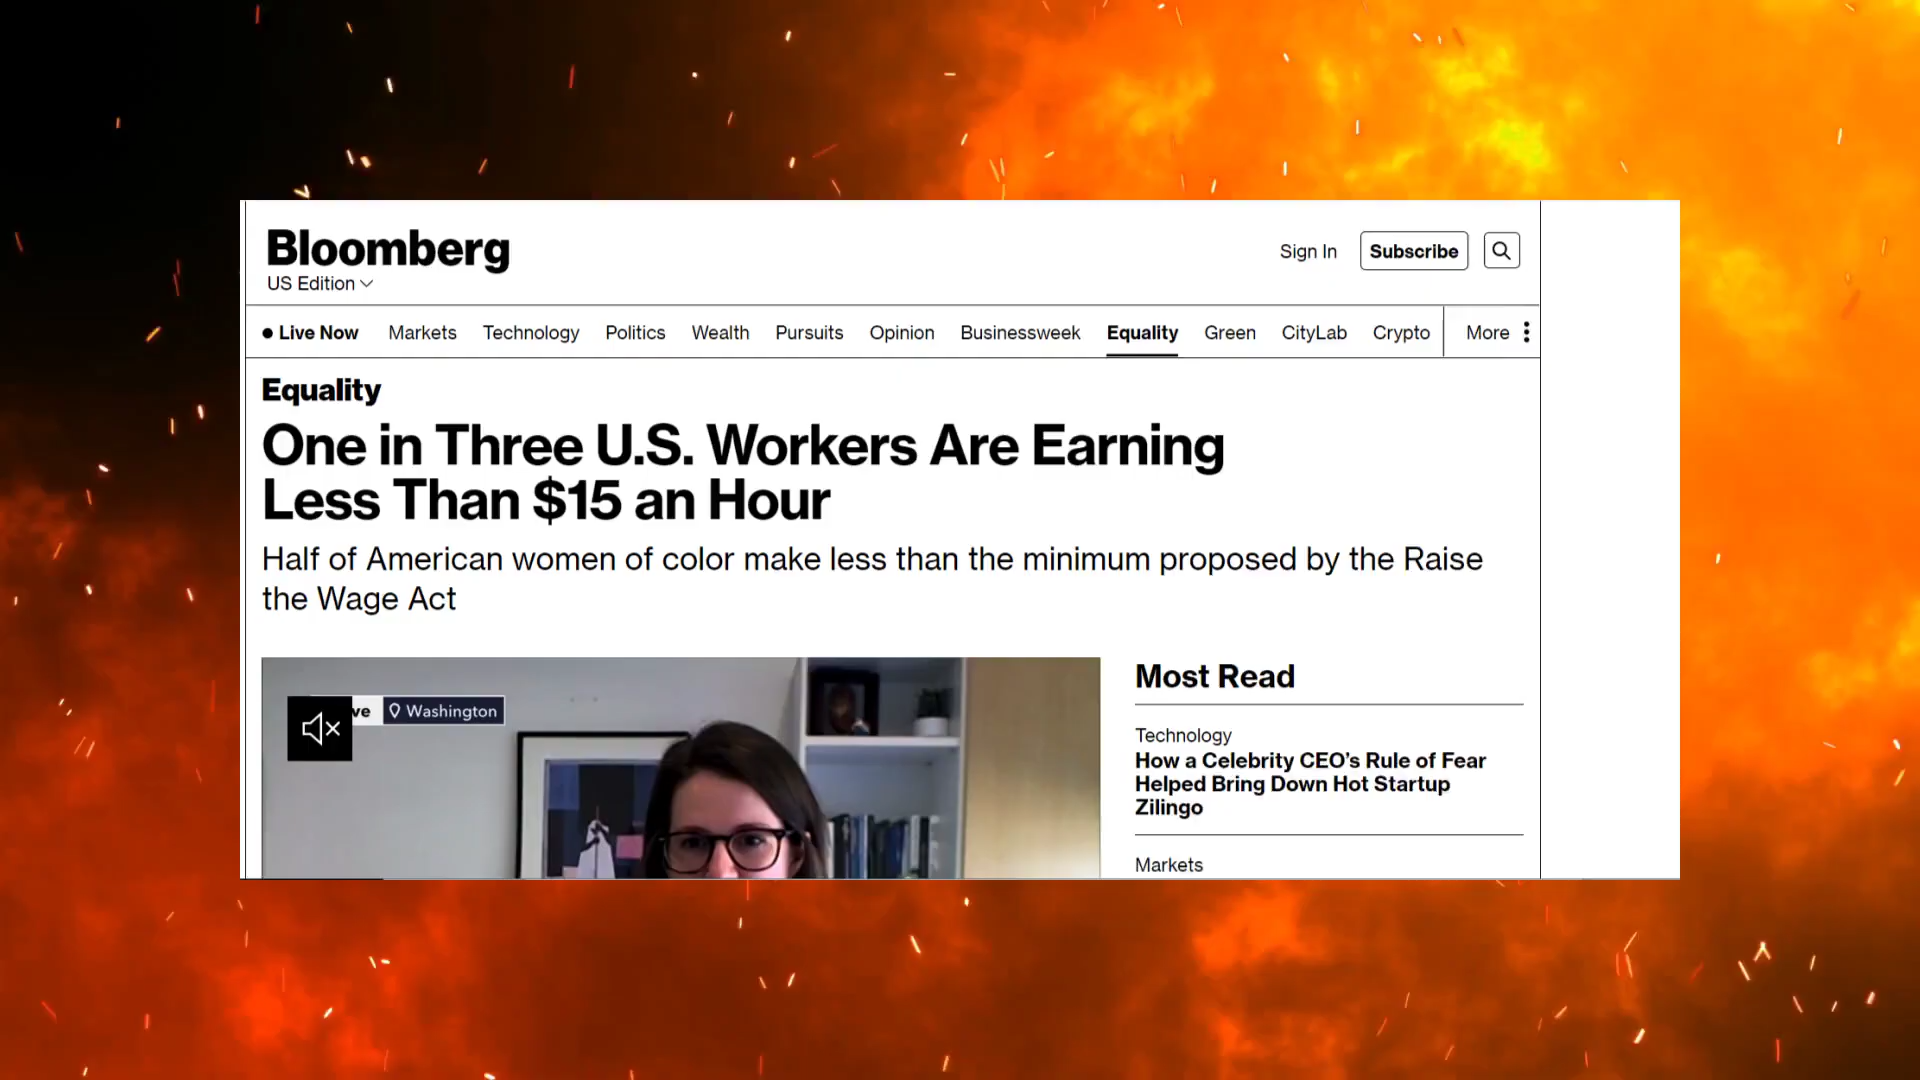 Bloomberg
US Edition
Sign In
Subscribe
Live Now
Markets
Technology
Politics
Wealth
Pursuits
Opinion
Businessweek
Equality
Green
CityLab
Crypto
More
Equality
One in Three U.S. Workers Are Earning
Less Than $15 an Hour
Half of American women of color make less than the minimum proposed by the Raise
the Wage Act
Washington
Most Read
Technology
How a Celebrity CEO's Rule of Fear
Helped Bring Down Hot Startup
Zilingo
Markets